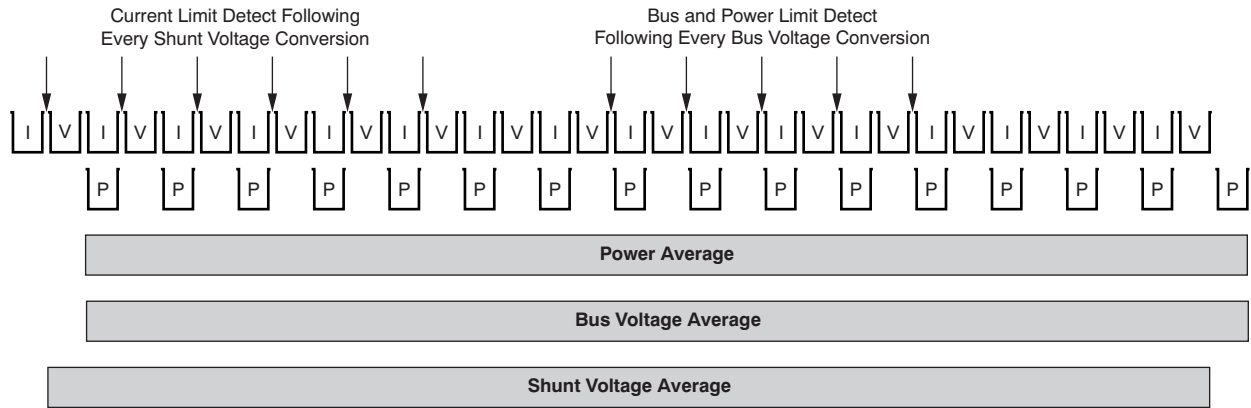 Current Limit Detect Following
Every Shunt Voltage Conversion
Bus and Power Limit Detect
Following Every Bus Voltage Conversion
I V I V I V I V I V I V I V I V I V I V I V I V I V I V I V I V
P P P P P P P P P P P P P P P P
Power Average
Bus Voltage Average
Shunt Voltage Average